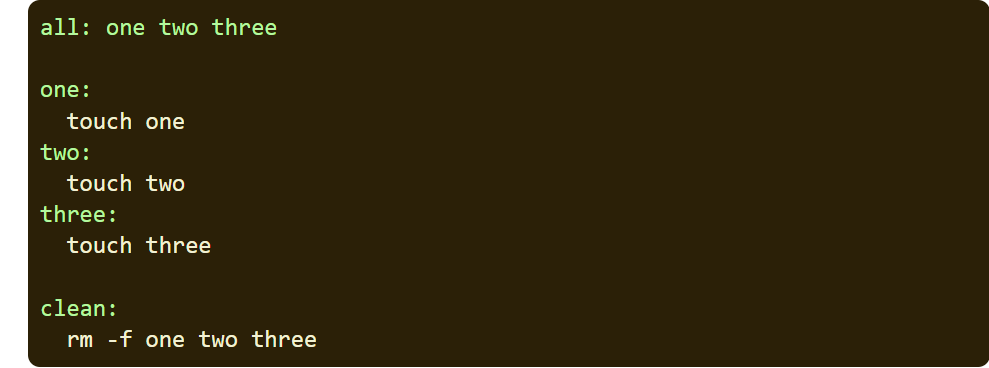 all: one two three

one:
  touch one
two:
  touch two
three:
  touch three

clean:
  rm -f one two three